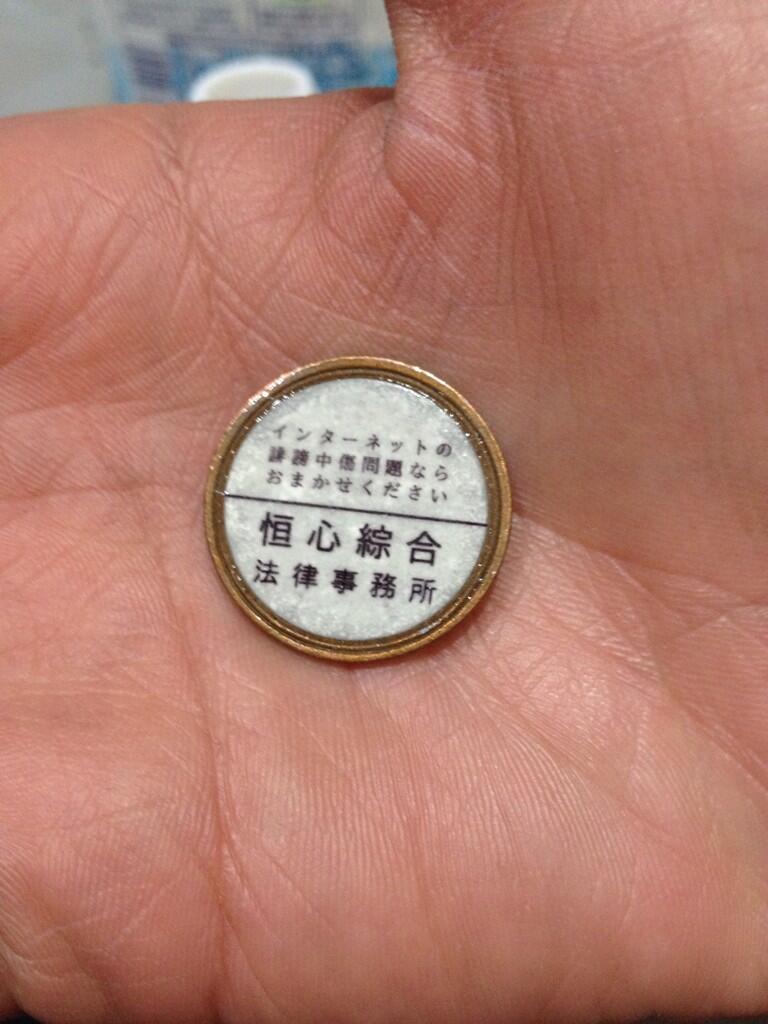 インターネットの
誹謗中傷問題なら
おまかせください
恒心綜合
法律事務所